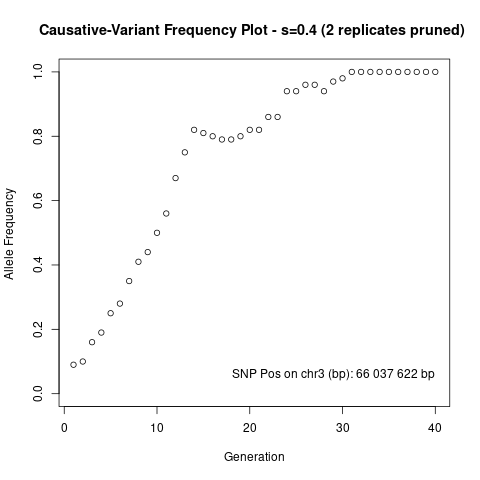 Causative-Variant Frequency Plot - s=0.4 (2 replicates pruned)
1.0
0.8
0.6
0.4
0.2
0.0
Allele Frequency
SNP Pos on chr3 (bp): 66 037 622 bp
0 10 20 30 40
Generation